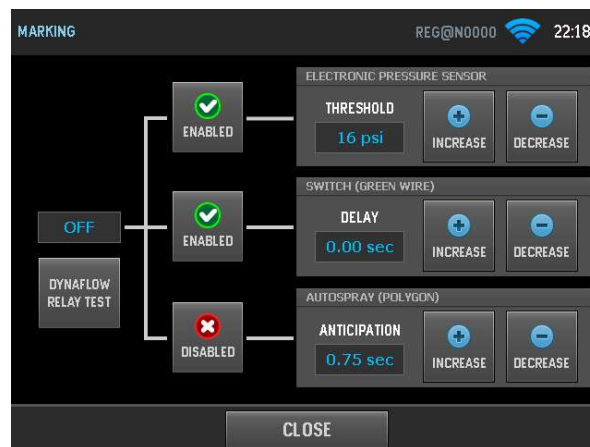 MARKING
REG@N0000
22:18
ELECTRONIC PRESSURE SENSOR
ENABLED
THRESHOLD
16 psi
INCREASE
DECREASE
SWITCH (GREEN WIRE)
ENABLED
DELAY
0.00 sec
INCREASE
DECREASE
OFF
DYNAFLOW
RELAY TEST
AUTOSPRAY (POLYGON)
DISABLED
ANTICIPATION
0.75 sec
INCREASE
DECREASE
CLOSE